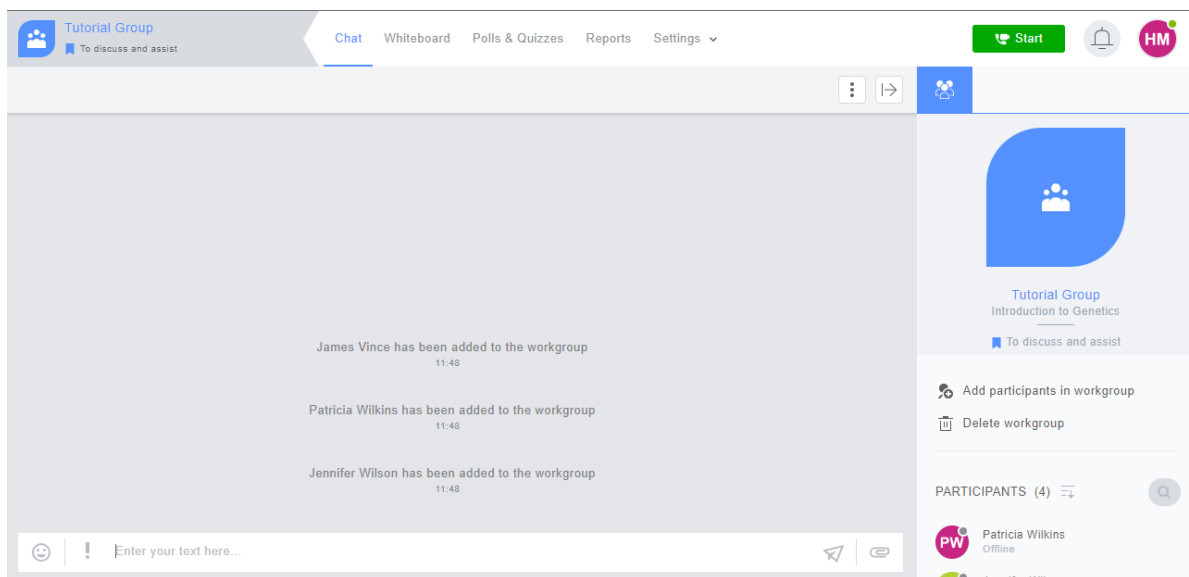 Tutorial Group
To discuss and assist
Chat Whiteboard Polls & Quizzes Reports Settings
Start
HM
Tutorial Group
Introduction to Genetics
To discuss and assist
James Vince has been added to the workgroup
11:48
Patricia Wilkins has been added to the workgroup
11:48
Jennifer Wilson has been added to the workgroup
11:48
Enter your text here...
Add participants in workgroup
Delete workgroup
PARTICIPANTS (4)
PW
Patricia Wilkins
Offline